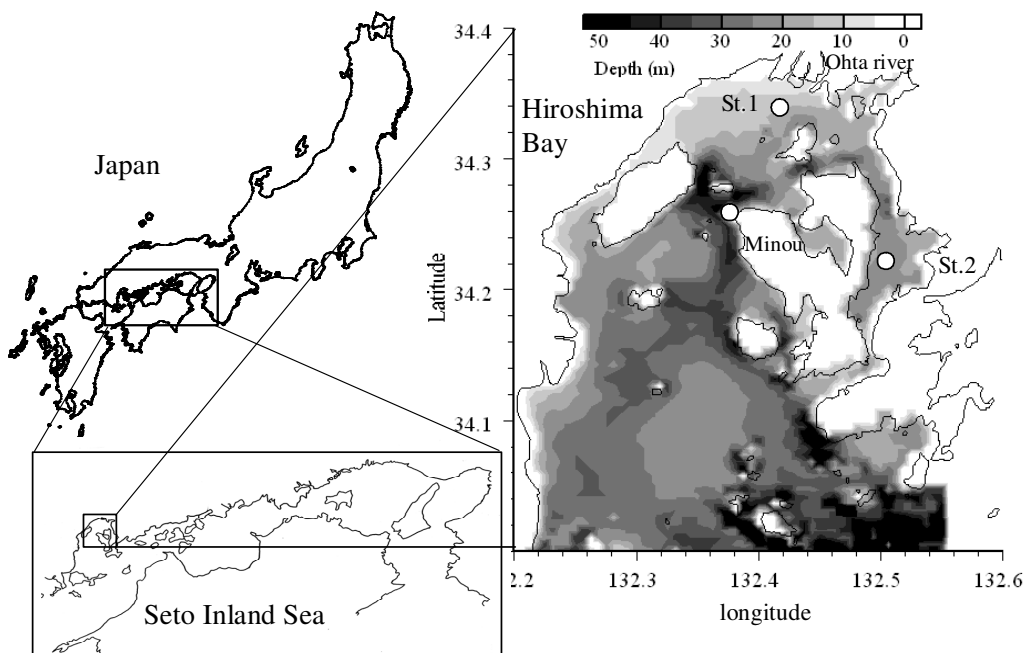 Japan
Seto Inland Sea
50 40 30 20 10 0
Depth (m)
Ohta river
Hiroshima
Bay
St.1
Minou
St.2
Latitude
34.4
34.3
34.2
34.1
2.2 132.3 132.4 132.5 132.6
longitude